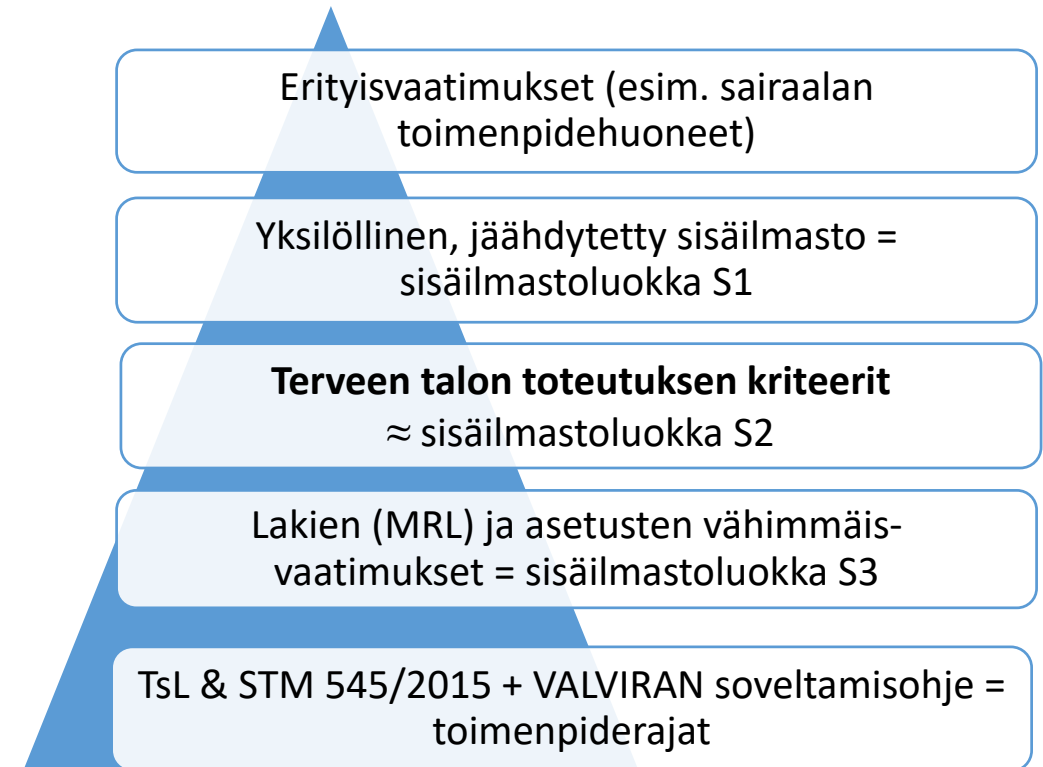 Erityisvaatimukset (esim. sairaalan
toimenpidehuoneet)
Yksilöllinen, jäähdytetty sisäilmasto =
sisäilmastoluokka S1
Terveen talon toteutuksen kriteerit
≈ sisäilmastoluokka S2
Lakien (MRL) ja asetusten vähimmäis-
vaatimukset = sisäilmastoluokka S3
TsL & STM 545/2015 + VALVIRAN soveltamisohje =
toimenpiderajat